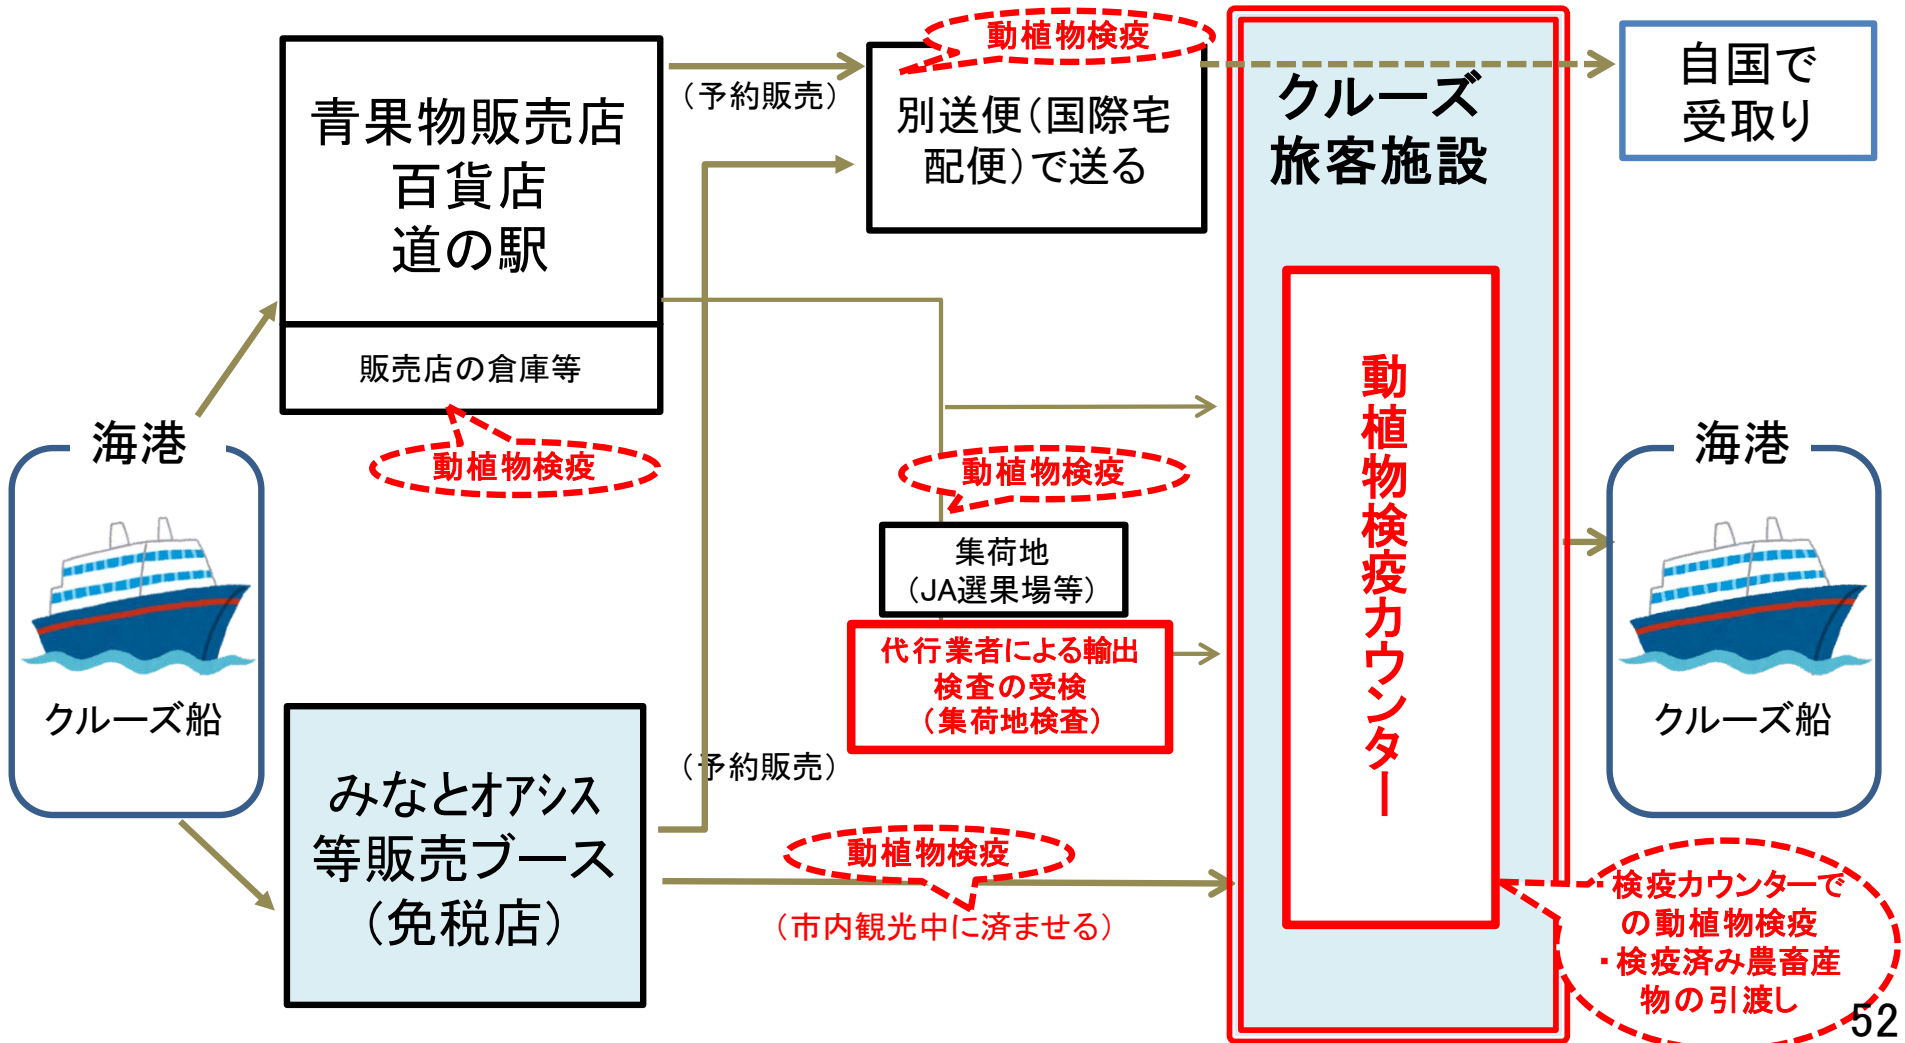 動植物検疫
青果物販売店
百貨店
道の駅
販売店の倉庫等
動植物検疫
(予約販売)
別送便(国際宅
配便)で送る
クルーズ
旅客施設
自国で
受取り
海港
クルーズ船
動植物検疫
集荷地
(JA選果場等)
代行業者による輸出
検査の受検
(集荷地検査)
動植物検疫カウンター
海港
クルーズ船
みなとオアシス
等販売ブース
(免税店)
(予約販売)
動植物検疫
(市内観光中に済ませる)
・検疫カウンターで
の動植物検疫
・検疫済み農畜産
物の引渡し
52